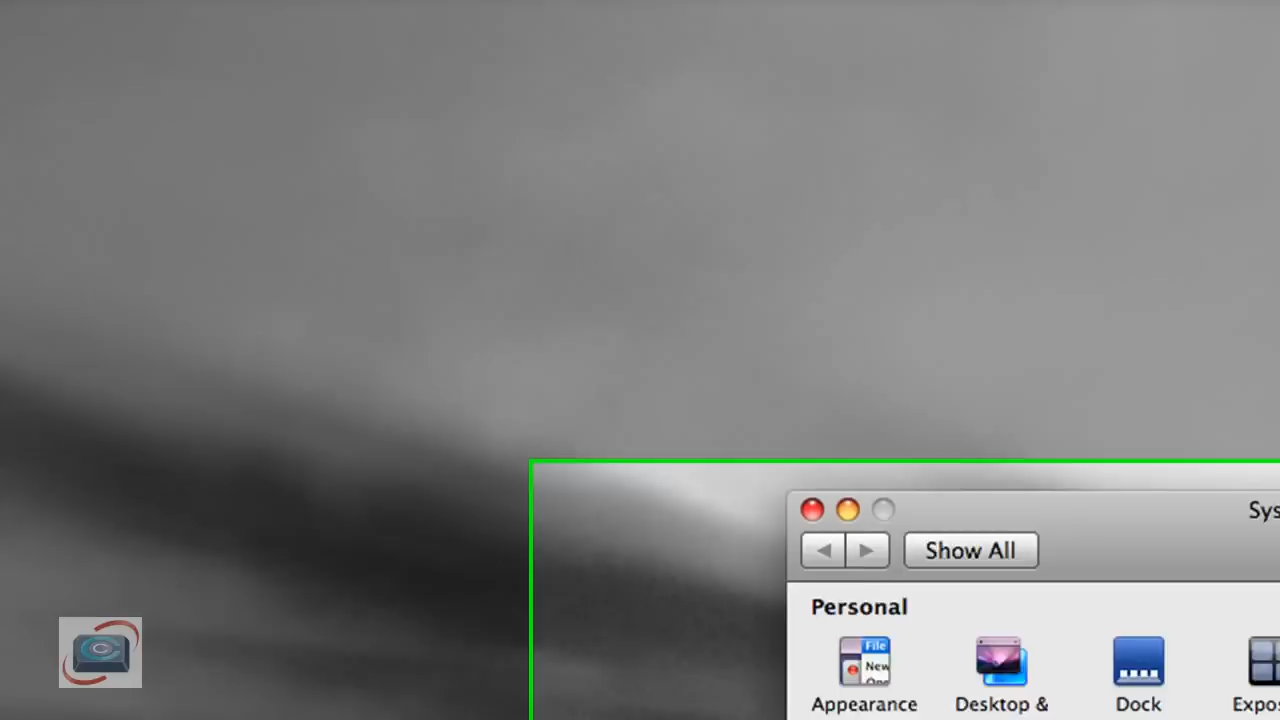 Sys
Show All
Personal
File
New
Appearance
Desktop &
Dock
Expo